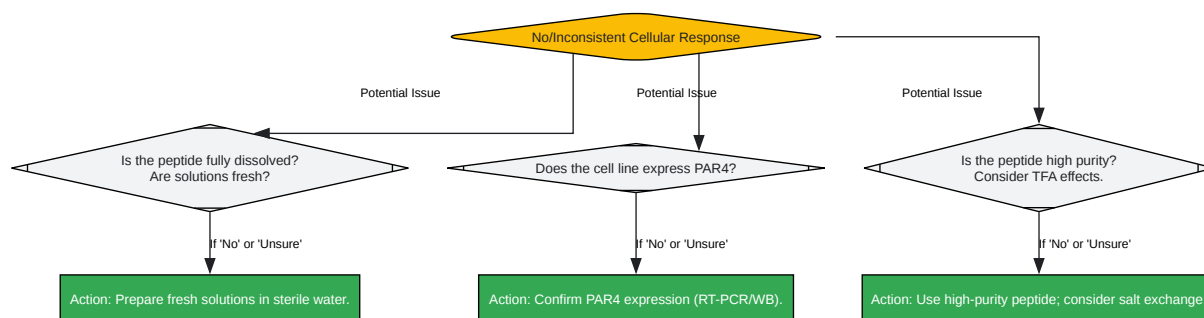 No/Inconsistent Cellular Response
Potential Issue
Potential Issue
Potential Issue
Is the peptide fully dissolved?
Are solutions fresh?
Does the cell line express PAR4?
Is the peptide high purity?
Consider TFA effects.
If 'No' or 'Unsure'
If 'No' or 'Unsure'
If 'No' or 'Unsure'
Action: Prepare fresh solutions in sterile water.
Action: Confirm PAR4 expression (RT-PCR/WB).
Action: Use high-purity peptide; consider salt exchange